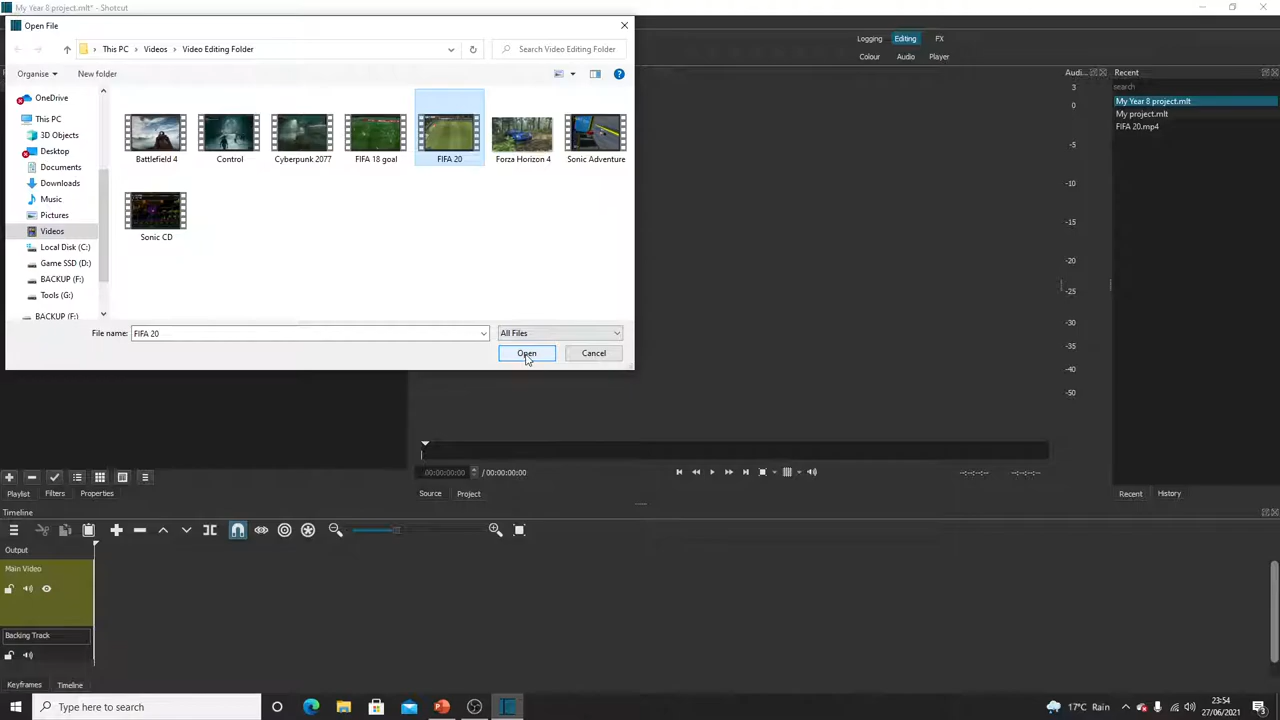 My Year 8 project.mlt* - Shotcut
Open File
This PC
Videos
Video Editing Folder
Search Video Editing Folder
Organise
New folder
OneDrive
This PC
3D Objects
Desktop
Documents
Downloads
Music
Pictures
Videos
Local Disk (C:)
Game SSD (D:)
BACKUP (F:)
Tools (G:)
BACKUP (F:)
Battlefield 4
Control
Cyberpunk 2077
FIFA 18 goal
FIFA 20
Forza Horizon 4
Sonic Adventure
Sonic CD
File name:
FIFA 20
All Files
Open
Cancel
Logging
Editing
FX
Colour
Audio
Player
Audi...
3
0
-5
-10
-15
-20
-25
-30
-35
-40
-50
Recent
search
My Year 8 project.mlt
My project.mlt
FIFA 20.mp4
00:00:00:00
/ 00:00:00:00
--:--:--:--
--:--:--:--
Playlist
Filters
Properties
Source
Project
Recent
History
Timeline
Output
Main Video
Backing Track
Keyframes
Timeline
Type here to search
17°C Rain
23:54
27/06/2021
3